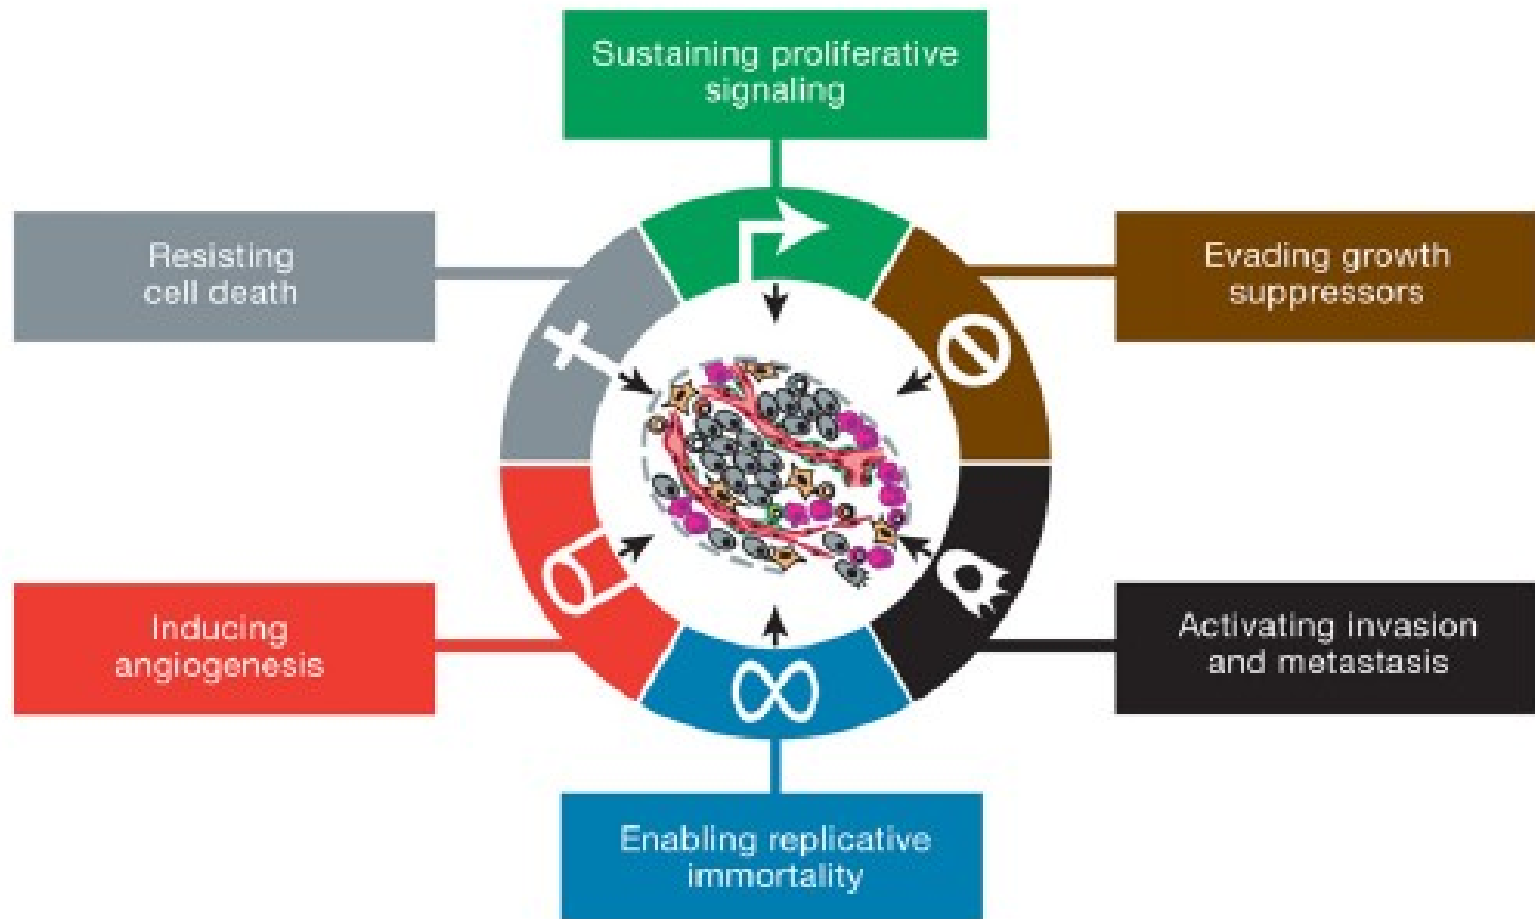 Sustaining proliferative
signaling
Resisting
cell death
Evading growth
suppressors
Inducing
angiogenesis
Activating invasion
and metastasis
Enabling replicative
immortality